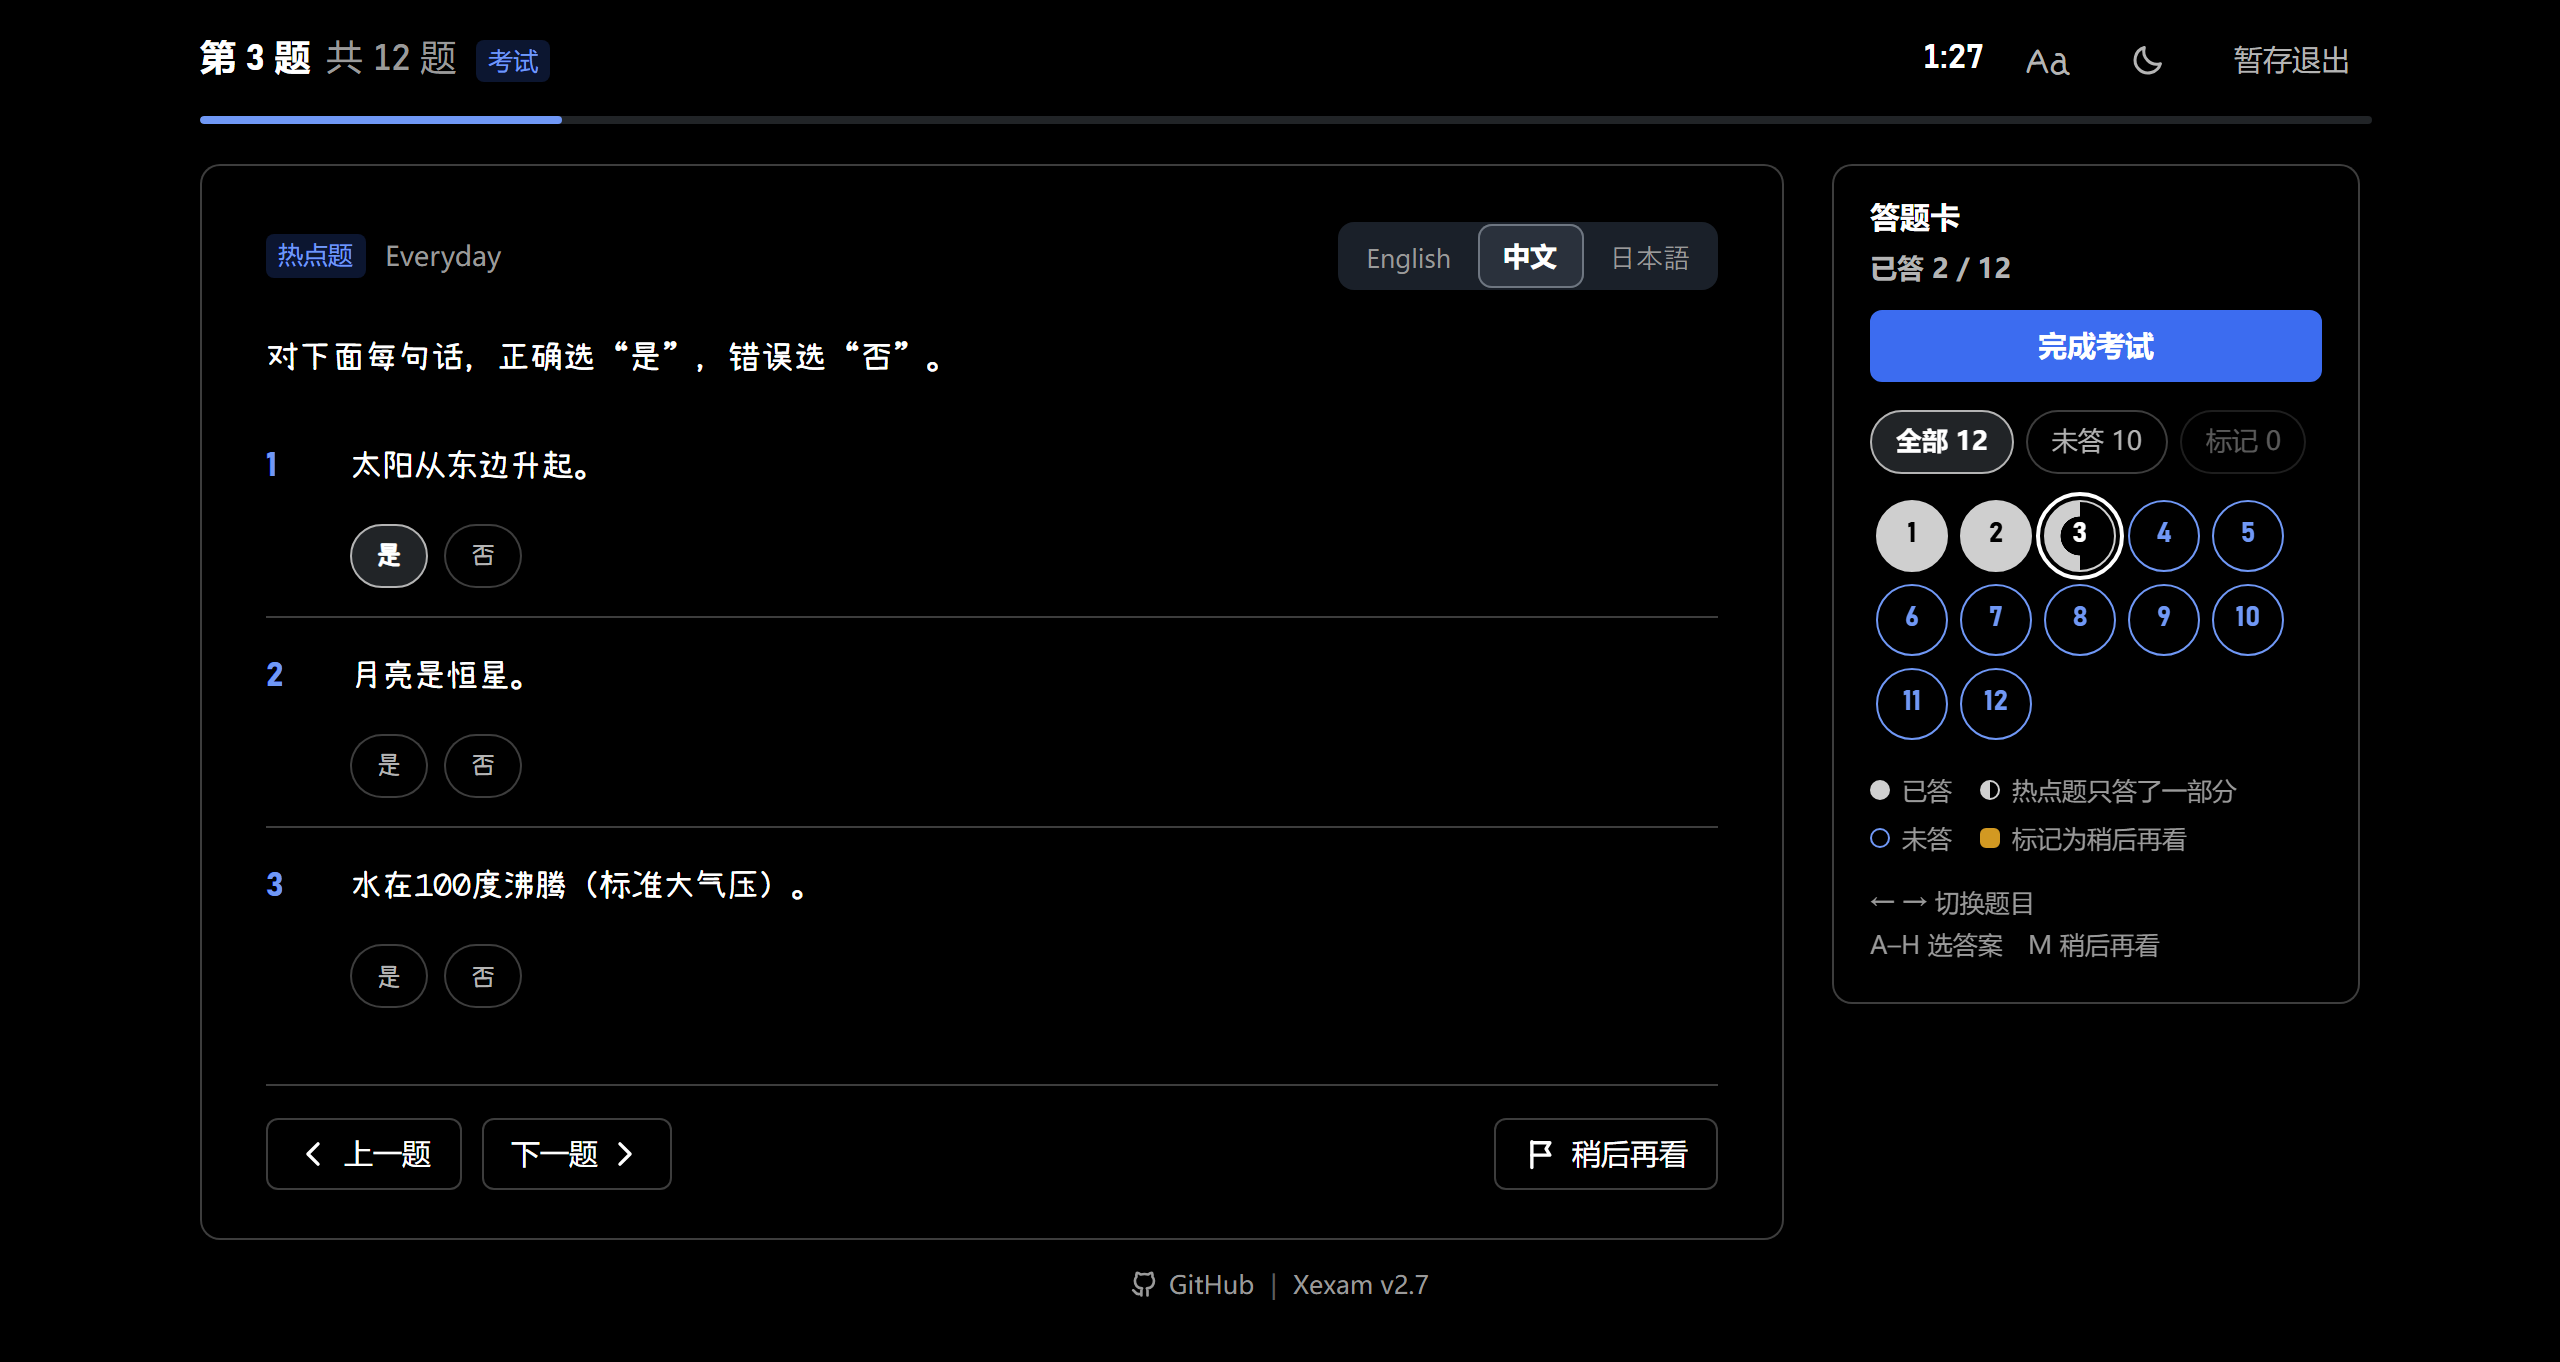 第 3 题 共 12 题 考试
1:27 Aa 暂存退出
热点题 Everyday
English 中文 日本語
对下面每句话，正确选“是”，错误选“否”。
1 太阳从东边升起。
是 否
2 月亮是恒星。
是 否
3 水在100度沸腾（标准大气压）。
是 否
上一题 下一题 稍后再看
答题卡
已答 2 / 12
完成考试
全部 12 未答 10 标记 0
1 2 3 4 5
6 7 8 9 10
11 12
已答 热点题只答了一部分
未答 标记为稍后再看
←→ 切换题目
A–H 选答案 M 稍后再看
GitHub | Xexam v2.7